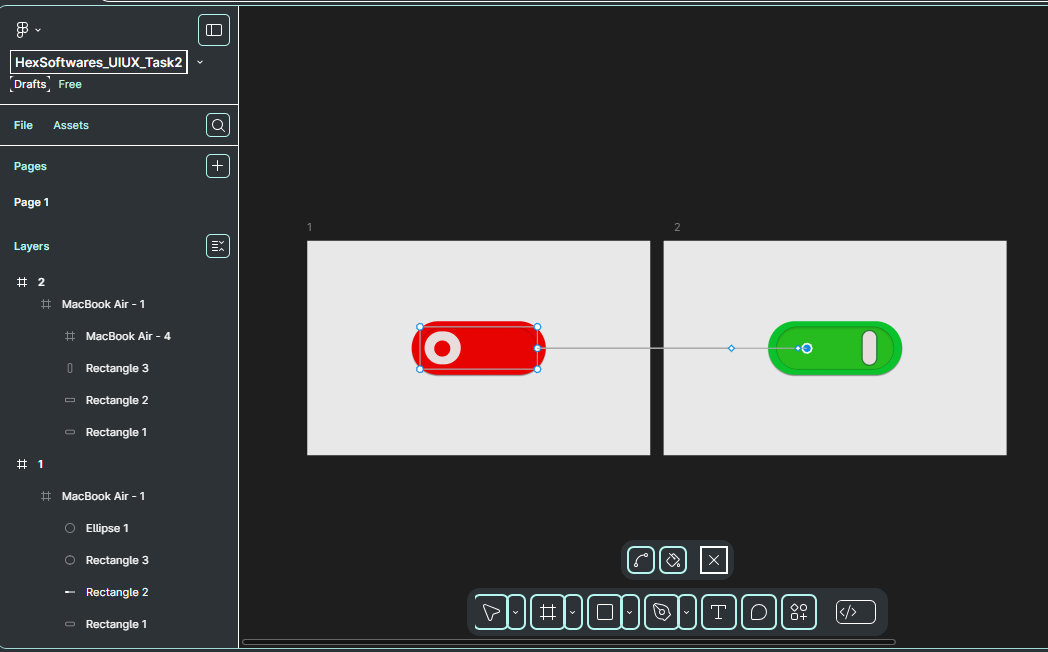 HexSoftwares_UIUX_Task2
Drafts Free
File Assets
Pages
Page 1
Layers
2
MacBook Air - 1
MacBook Air - 4
Rectangle 3
Rectangle 2
Rectangle 1
1
MacBook Air - 1
Ellipse 1
Rectangle 3
Rectangle 2
Rectangle 1
1
2